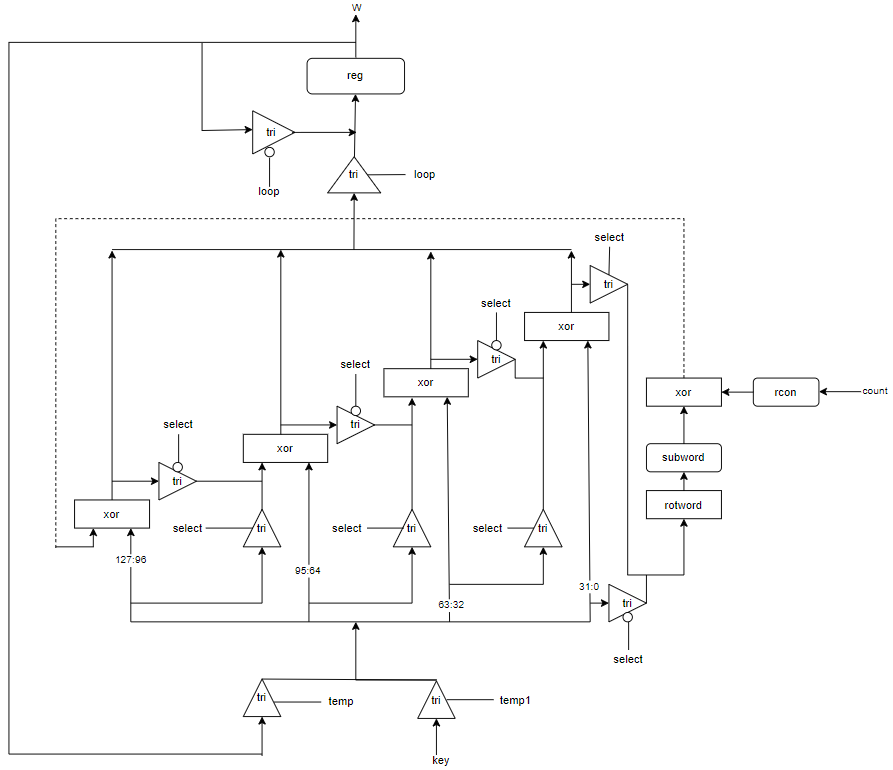 W
reg
tri
loop
tri
loop
select
tri
select
xor
tri
select
xor
xor
rcon
count
tri
select
xor
subword
tri
rotword
xor
select
tri
select
tri
select
tri
127:96
95:64
31:0
63:32
tri
select
tri
temp
tri
temp1
key